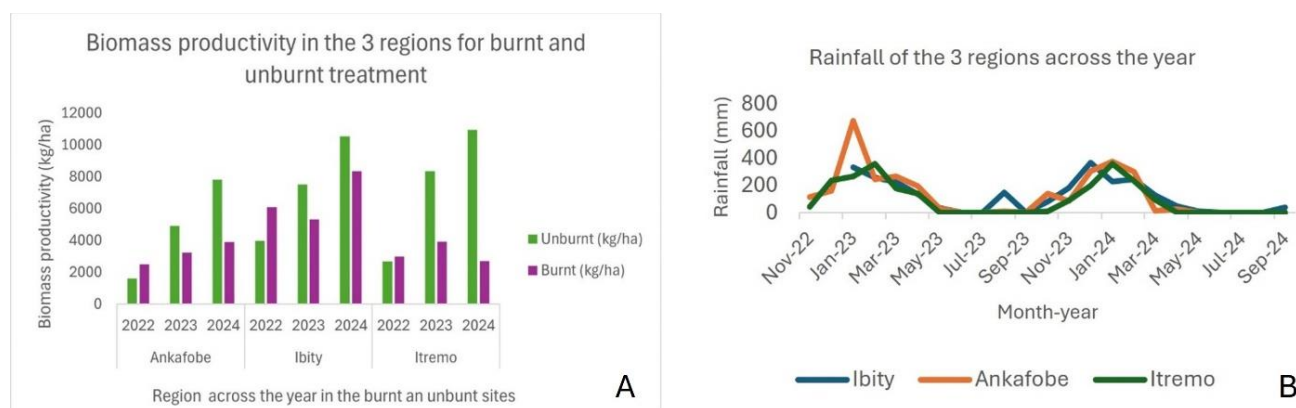 Biomass productivity in the 3 regions for burnt and
unburnt treatment
Biomass productivity (kg/ha)
12000
10000
8000
6000
4000
2000
0
2022 2023 2024 2022 2023 2024 2022 2023 2024
Ankafobe Ibity Itremo
Region across the year in the burnt an unbunt sites
Unburnt (kg/ha)
Burnt (kg/ha)
A
Rainfall of the 3 regions across the year
Rainfall (mm)
800
600
400
200
0
Nov-22 Jan-23 Mar-23 May-23 Jul-23 Sep-23 Nov-23 Jan-24 Mar-24 May-24 Jul-24 Sep-24
Month-year
Ibity Ankafobe Itremo
B